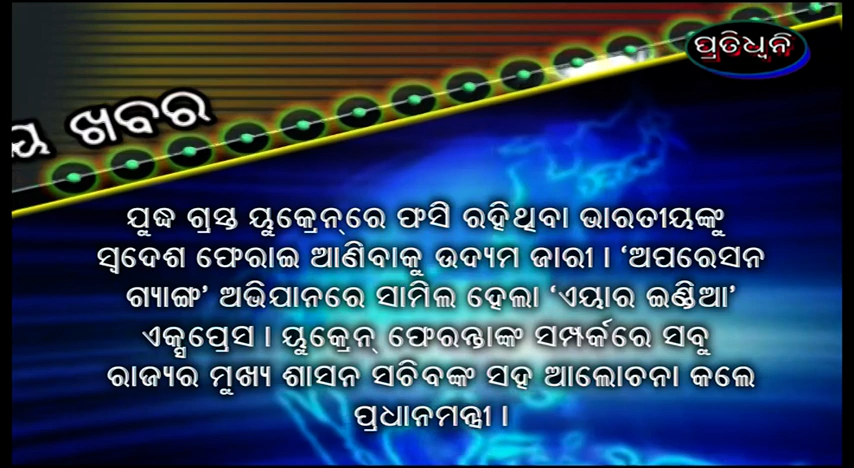 ପ୍ରତିଧ୍ୱନି
ୟ ଖବର
ଯୁଦ୍ଧ ଗ୍ରସ୍ତ ୟୁକ୍ରେନ୍‌ରେ ଫସି ରହିଥିବା ଭାରତୀୟଙ୍କୁ
ସ୍ୱଦେଶ ଫେରାଇ ଆଣିବାକୁ ଉଦ୍ୟମ ଜାରୀ । ‘ଅପରେସନ
ଗ୍ୟାଙ୍ଗ’ ଅଭିଯାନରେ ସାମିଲ ହେଲା ‘ଏୟାର ଇଣ୍ଡିଆ’
ଏକ୍ସପ୍ରେସ । ୟୁକ୍ରେନ୍ ଫେରନ୍ତାଙ୍କ ସମ୍ପର୍କରେ ସବୁ
ରାଜ୍ୟର ମୁଖ୍ୟ ଶାସନ ସଚିବଙ୍କ ସହ ଆଲୋଚନା କଲେ
ପ୍ରଧାନମନ୍ତ୍ରୀ ।